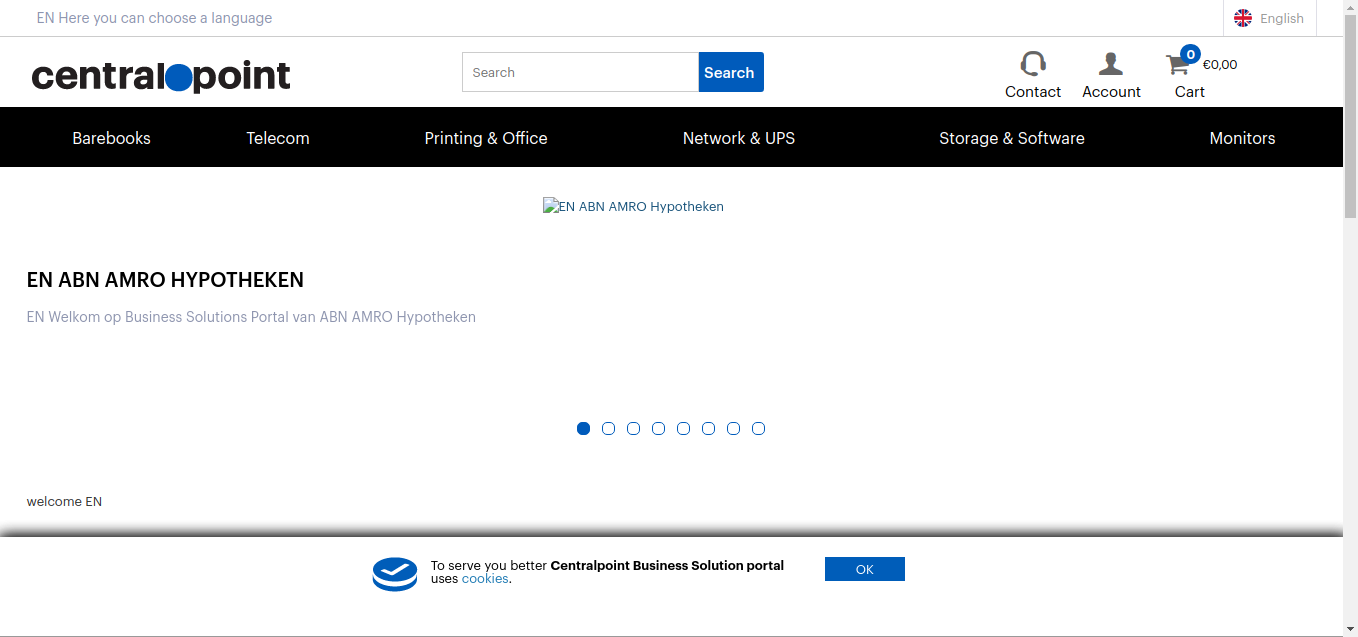 EN Here you can choose a language
English
central point
Search
Search
0
€0,00
Contact
Account
Cart
Barebooks
Telecom
Printing & Office
Network & UPS
Storage & Software
Monitors
EN ABN AMRO Hypotheken
EN ABN AMRO HYPOTHEKEN
EN Welkom op Business Solutions Portal van ABN AMRO Hypotheken
welcome EN
To serve you better Centralpoint Business Solution portal
uses cookies.
OK